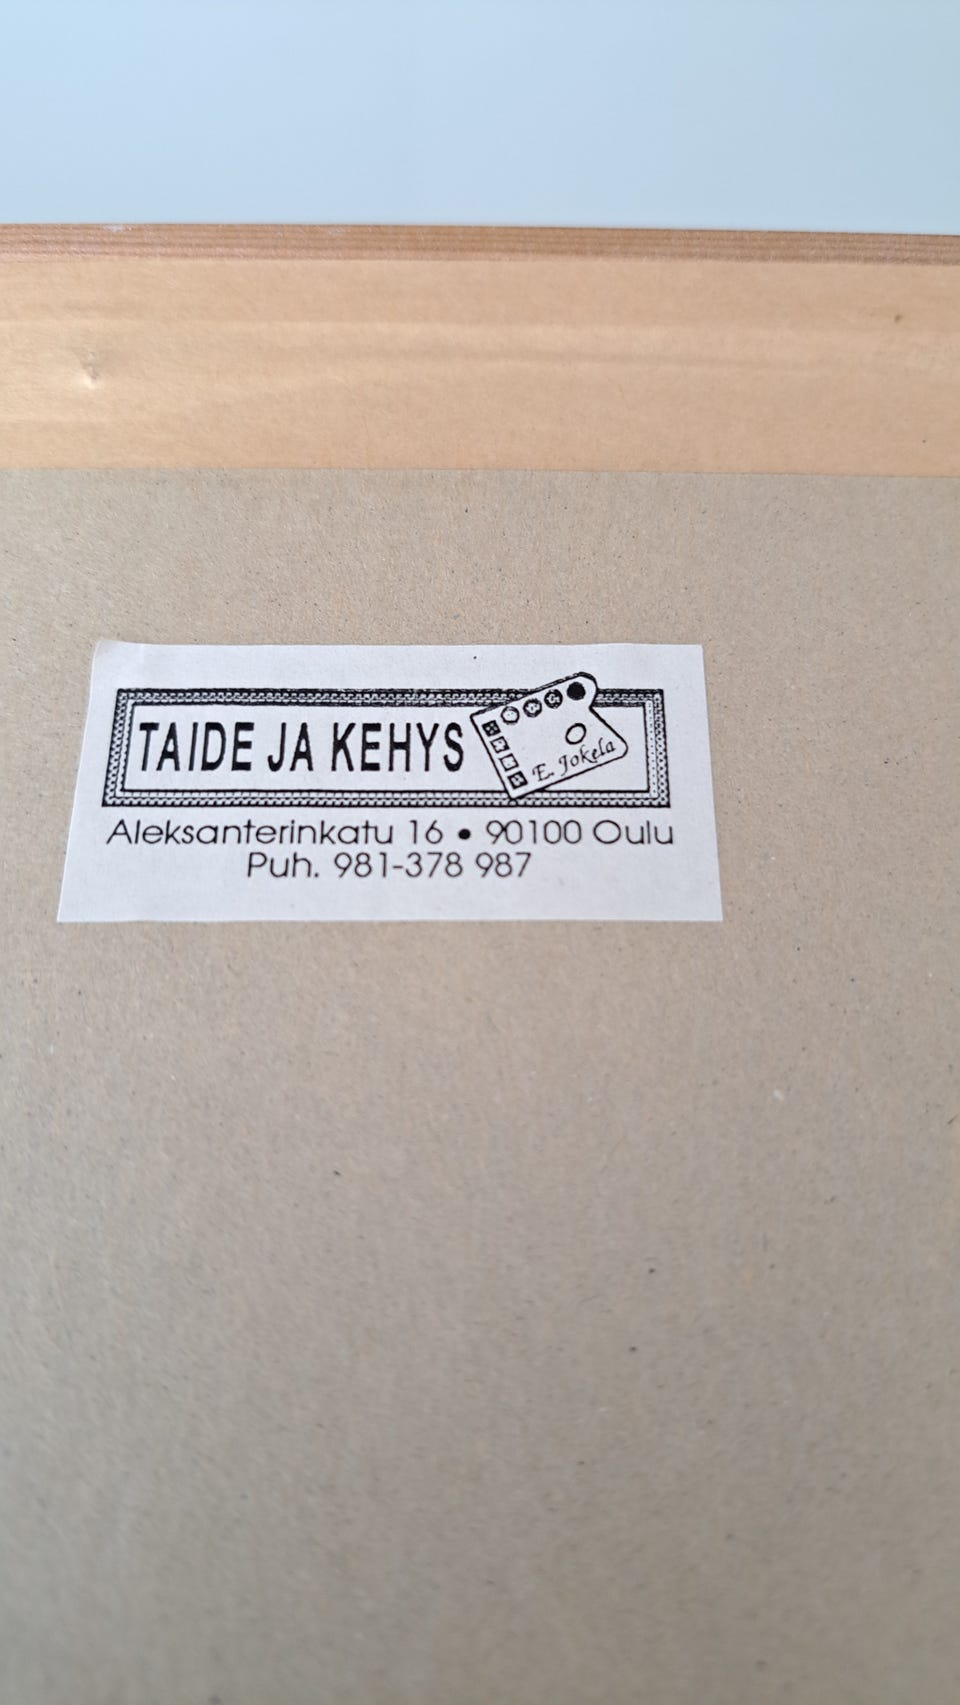 TAIDE JA KEHYS
E. Jokela
Aleksanterinkatu 16 • 90100 Oulu
Puh. 981-378 987